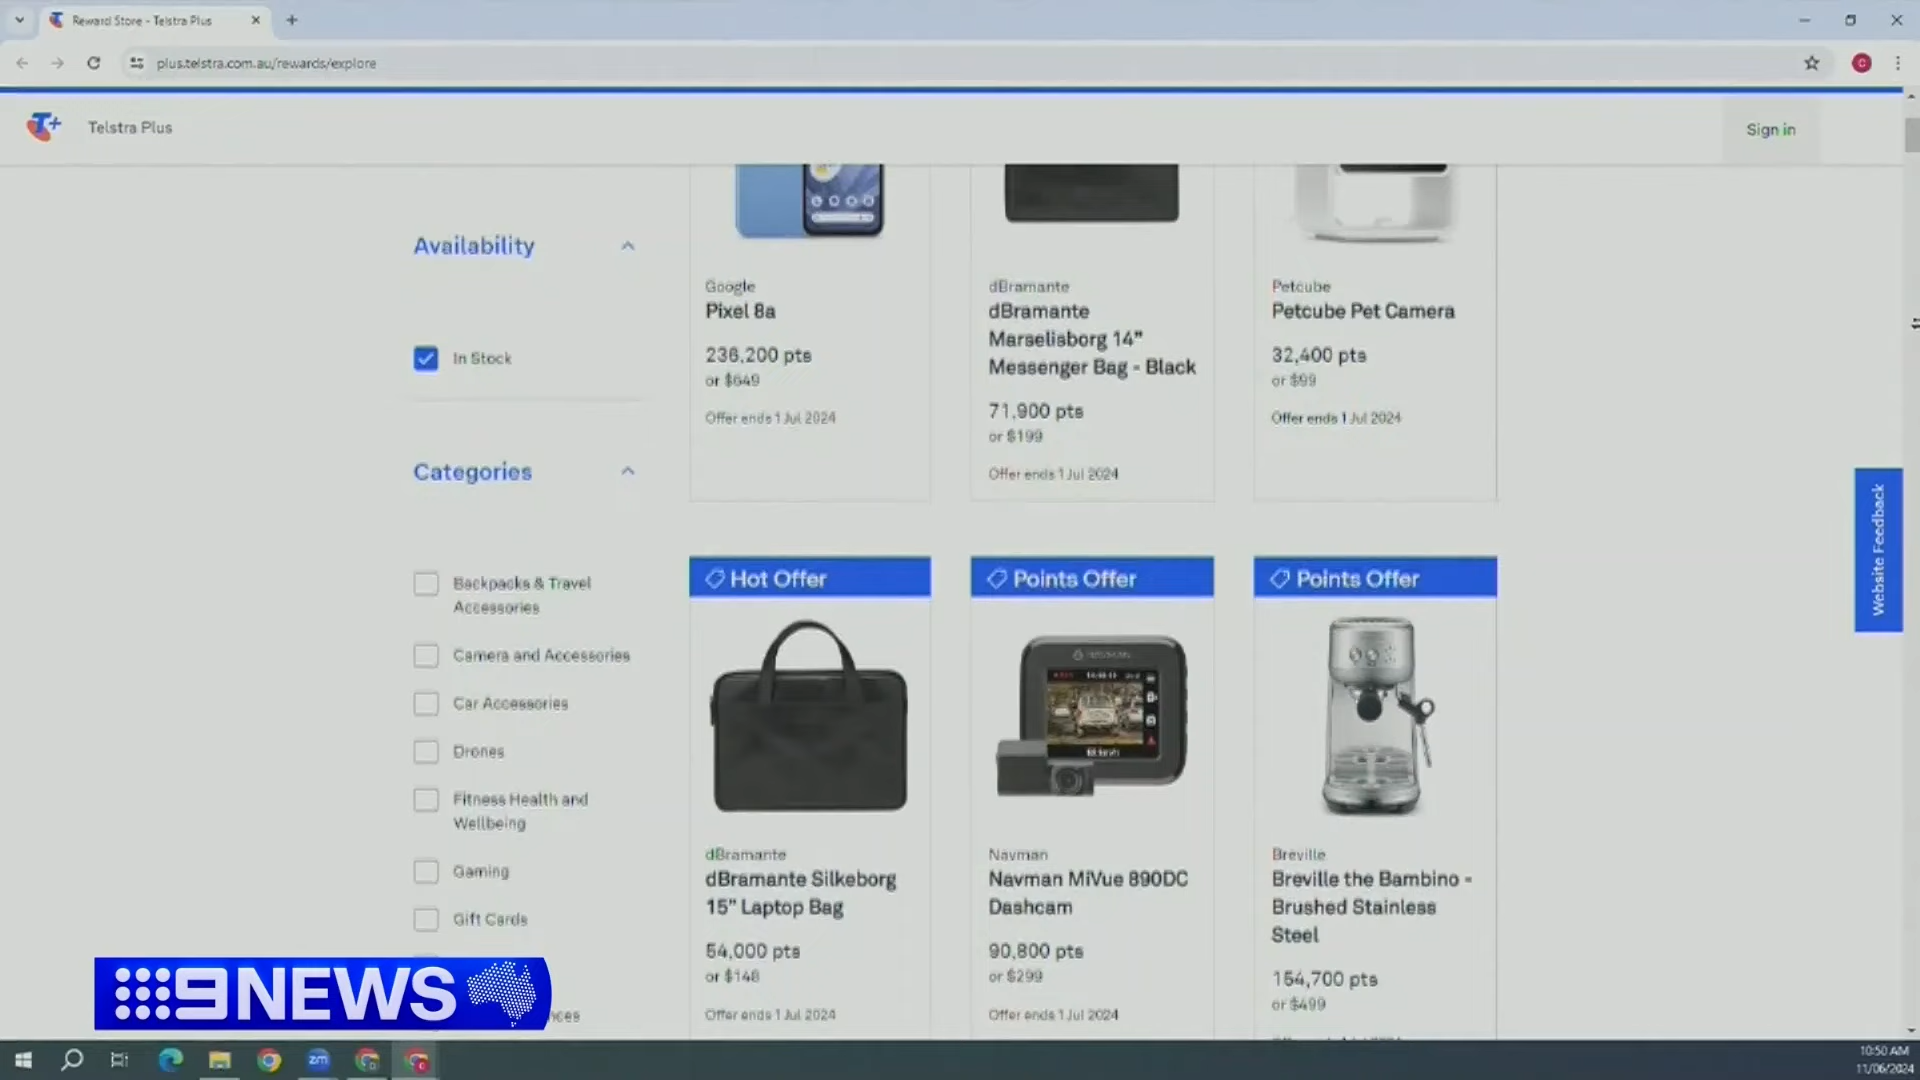 Reward Store - Telstra Plus
plus.telstra.com.au/rewards/explore
T+
Telstra Plus
Sign in
Availability
In Stock
Categories
Backpacks & Travel
Accessories
Camera and Accessories
Car Accessories
Drones
Fitness Health and
Wellbeing
Gaming
Gift Cards
Google
Pixel 8a
236,200 pts
or $649
Offer ends 1 Jul 2024
dBramante
dBramante
Marselisborg 14"
Messenger Bag - Black
71,900 pts
or $199
Offer ends 1 Jul 2024
Petcube
Petcube Pet Camera
32,400 pts
or $99
Offer ends 1 Jul 2024
Hot Offer
dBramante
dBramante Silkeborg
15" Laptop Bag
54,000 pts
or $148
Offer ends 1 Jul 2024
Points Offer
Navman
Navman MiVue 890DC
Dashcam
90,800 pts
or $299
Offer ends 1 Jul 2024
Points Offer
Breville
Breville the Bambino -
Brushed Stainless
Steel
154,700 pts
or $499
Website Feedback
9NEWS
zm
10:50 AM
11/06/2024